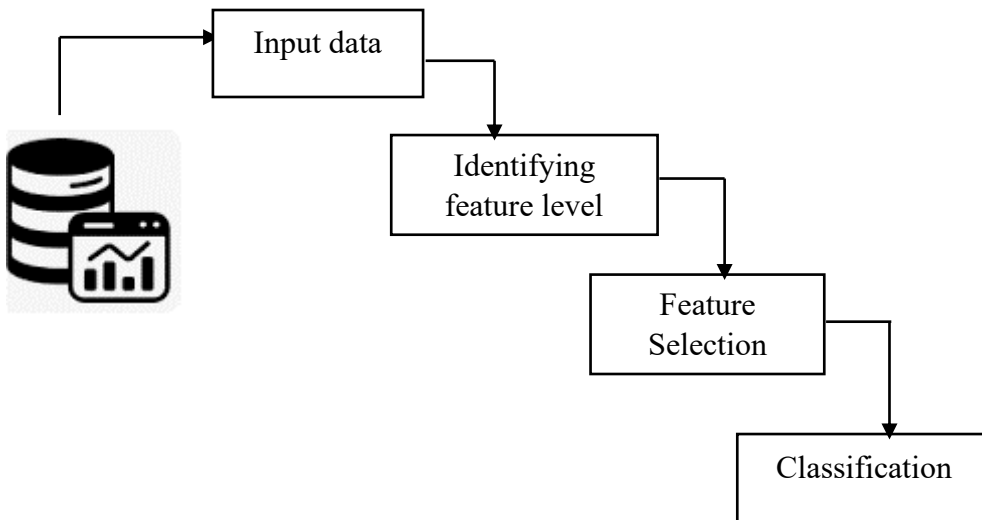 Input data
Identifying
feature level
Feature
Selection
Classification